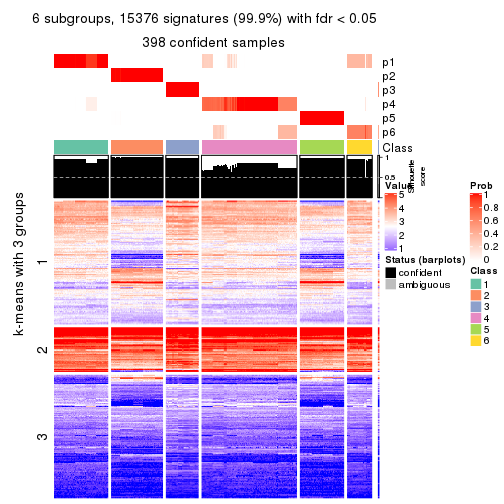 6 subgroups, 15376 signatures (99.9%) with fdr < 0.05
398 confident samples
p1
p2
p3
p4
p5
p6
Class
1
0.5
Silhouette
score
k-means with 3 groups
1
2
3
Value
5
4
3
2
1
Status (barplots)
confident
ambiguous
Prob
1
0.8
0.6
0.4
0.2
0
Class
1
2
3
4
5
6